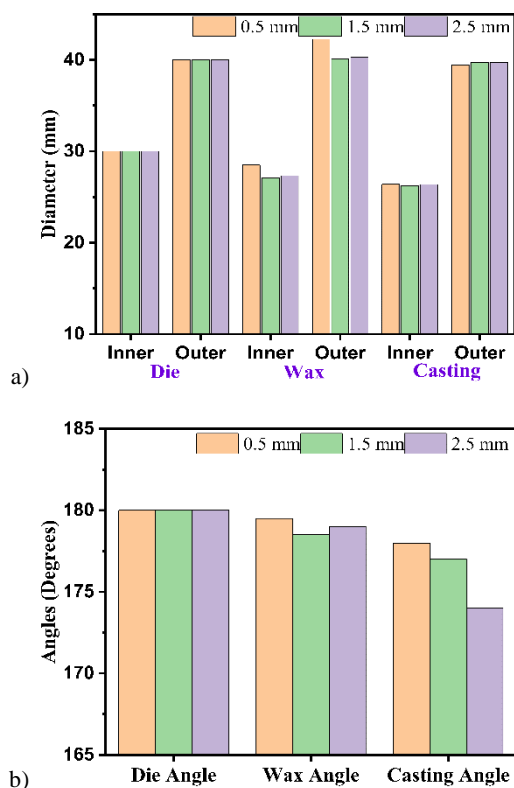 a)
0.5 mm 1.5 mm 2.5 mm
Diameter (mm)
40
30
20
10
Inner Outer Inner Outer Inner Outer
Die Wax Casting
b)
0.5 mm 1.5 mm 2.5 mm
Angles (Degrees)
185
180
175
170
165
Die Angle Wax Angle Casting Angle